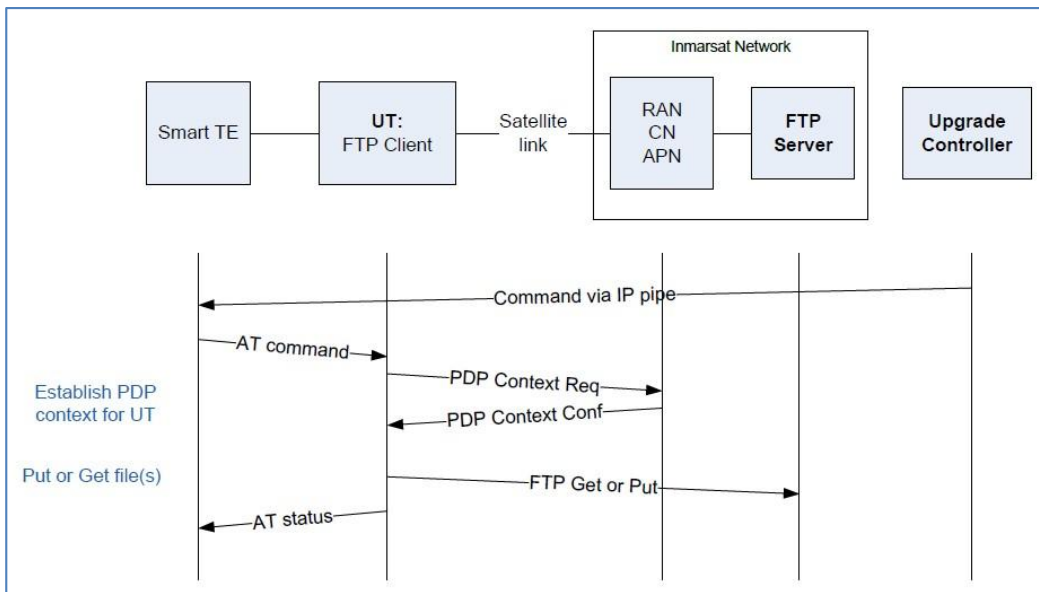 Inmarsat Network
Smart TE
UT:
FTP Client
Satellite
link
RAN
CN
APN
FTP
Server
Upgrade
Controller
Command via IP pipe
AT command
PDP Context Req
Establish PDP
context for UT
PDP Context Conf
Put or Get file(s)
FTP Get or Put
AT status